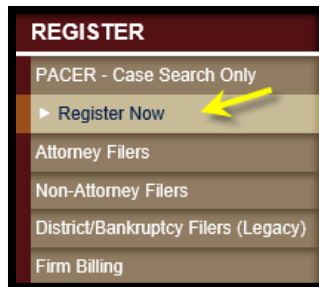 REGISTER
PACER - Case Search Only
Register Now
Attorney Filers
Non-Attorney Filers
District/Bankruptcy Filers (Legacy)
Firm Billing